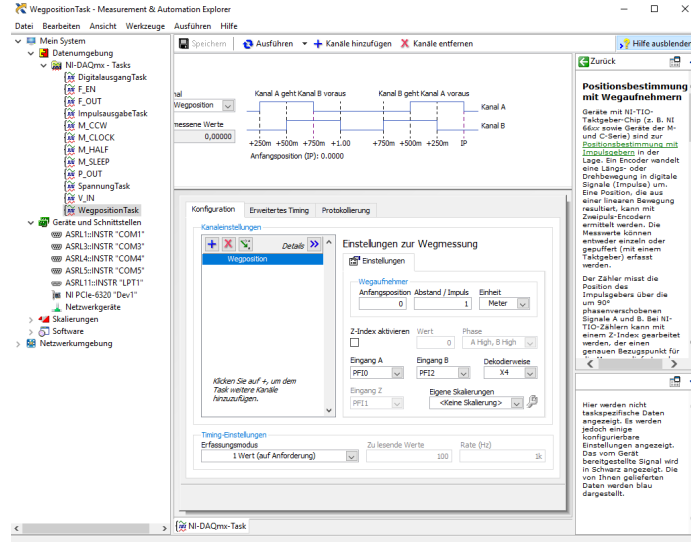 WegpositionTask - Measurement & Automation Explorer
Datei Bearbeiten Ansicht Werkzeuge Ausführen Hilfe
Mein System
Datenumgebung
NI-DAQmx - Tasks
DigitalausgangTask
F_EN
F_OUT
ImpulsausgabeTask
M_CCW
M_CLOCK
M_HALF
M_SLEEP
P_OUT
SpannungTask
V_IN
WegpositionTask
Geräte und Schnittstellen
ASRL1::INSTR "COM1"
ASRL3::INSTR "COM3"
ASRL4::INSTR "COM4"
ASRL5::INSTR "COM5"
ASRL11::INSTR "LPT1"
NI PCIe-6320 "Dev1"
Netzwerkgeräte
Skalierungen
Software
Netzwerkumgebung
Speichern Ausführen Kanäle hinzufügen Kanäle entfernen
Hilfe ausblenden
nal
Wegposition
messene Werte
0,00000
Kanal A geht Kanal B voraus Kanal B geht Kanal A voraus
Kanal A
Kanal B
+250m +500m +750m +1.00 +750m +500m +250m IP
Anfangsposition (IP): 0.0000
Konfiguration Erweitertes Timing Protokollierung
Kanaleinstellungen
Details
Wegposition
Klicken Sie auf +, um dem
Task weitere Kanäle
hinzuzufügen.
Einstellungen zur Wegmessung
Einstellungen
Wegaufnehmer
Anfangsposition Abstand / Impuls Einheit
0 1 Meter
Z-Index aktivieren Wert Phase
0 A High, B High
Eingang A Eingang B Dekodierweise
PFI0 PFI2 X4
Eingang Z Eigene Skalierungen
PFI1 <Keine Skalierung>
Timing-Einstellungen
Erfassungsmodus Zu lesende Werte Rate (Hz)
1 Wert (auf Anforderung) 100 1k
NI-DAQmx-Task
Zurück
Positionsbestimmung
mit Wegaufnehmern
Geräte mit NI-TIO-
Taktgeber-Chip (z. B. NI
66xx sowie Geräte der M-
und C-Serie) sind zur
Positionsbestimmung mit
Impulsgebern in der
Lage. Ein Encoder wandelt
eine Längs- oder
Drehbewegung in digitale
Signale (Impulse) um.
Eine Position, die aus
einer linearen Bewegung
resultiert, kann mit
Zweipuls-Encodern
ermittelt werden. Die
Messwerte können
entweder einzeln oder
gepuffert (mit einem
Taktgeber) erfasst
werden.
Der Zähler misst die
Position des
Impulsgebers über die
um 90°
phasenverschobenen
Signale A und B. Bei NI-
TIO-Zählern kann mit
einem Z-Index gearbeitet
werden, der einen
genauen Bezugspunkt für
Hier werden nicht
taskspezifische Daten
angezeigt. Es werden
jedoch einige
konfigurierbare
Einstellungen angezeigt.
Das vom Gerät
bereitgestellte Signal wird
in Schwarz angezeigt. Die
von Ihnen gelieferten
Daten werden blau
dargestellt.